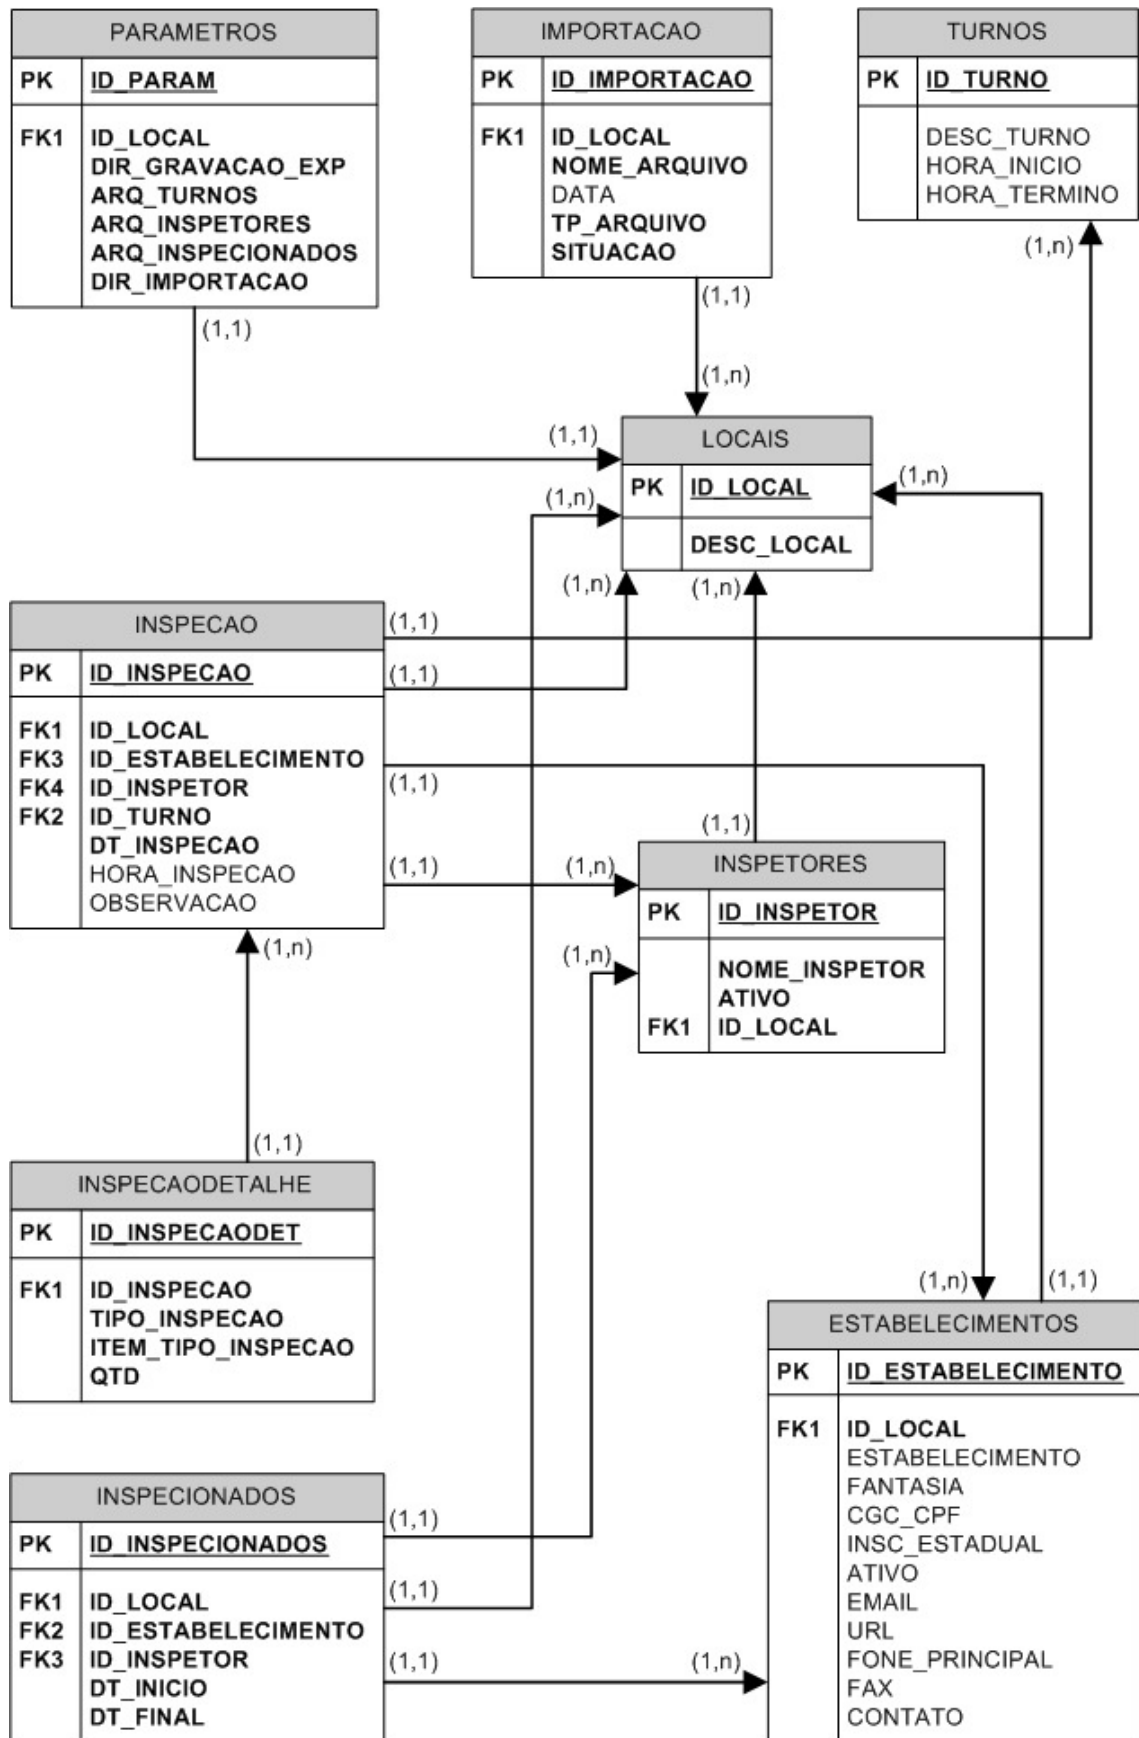 PARAMETROS
PK ID_PARAM
FK1 ID_LOCAL
DIR_GRAVACAO_EXP
ARQ_TURNOS
ARQ_INSPETORES
ARQ_INSPECIONADOS
DIR_IMPORTACAO
(1,1)
(1,1)
IMPORTACAO
PK ID_IMPORTACAO
FK1 ID_LOCAL
NOME_ARQUIVO
DATA
TP_ARQUIVO
SITUACAO
(1,1)
(1,n)
TURNOS
PK ID_TURNO
DESC_TURNO
HORA_INICIO
HORA_TERMINO
(1,n)
LOCAIS
PK ID_LOCAL
DESC_LOCAL
(1,n)
(1,n)
(1,n)
(1,n)
INSPECAO
PK ID_INSPECAO
FK1 ID_LOCAL
FK3 ID_ESTABELECIMENTO
FK4 ID_INSPETOR
FK2 ID_TURNO
DT_INSPECAO
HORA_INSPECAO
OBSERVACAO
(1,1)
(1,1)
(1,1)
(1,1)
(1,n)
(1,n)
(1,1)
INSPETORES
PK ID_INSPETOR
NOME_INSPETOR
ATIVO
FK1 ID_LOCAL
(1,n)
(1,1)
INSPECAODETALHE
PK ID_INSPECAODET
FK1 ID_INSPECAO
TIPO_INSPECAO
ITEM_TIPO_INSPECAO
QTD
(1,n)
(1,1)
ESTABELECIMENTOS
PK ID_ESTABELECIMENTO
FK1 ID_LOCAL
ESTABELECIMENTO
FANTASIA
CGC_CPF
INSC_ESTADUAL
ATIVO
EMAIL
URL
FONE_PRINCIPAL
FAX
CONTATO
INSPECIONADOS
PK ID_INSPECIONADOS
FK1 ID_LOCAL
FK2 ID_ESTABELECIMENTO
FK3 ID_INSPETOR
DT_INICIO
DT_FINAL
(1,1)
(1,1)
(1,1)
(1,n)